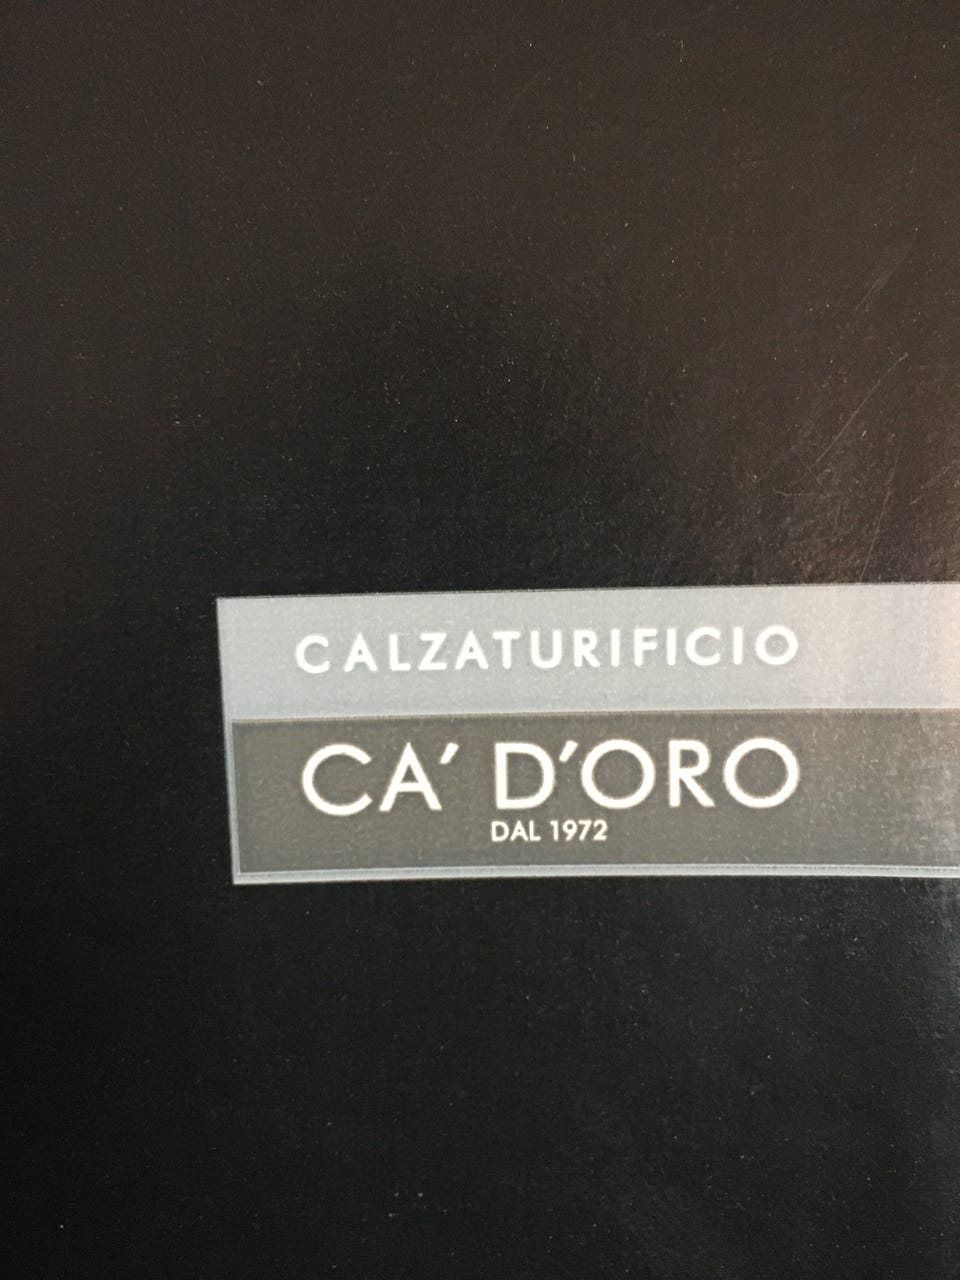 CALZATURIFICIO
CA' D'ORO
DAL 1972